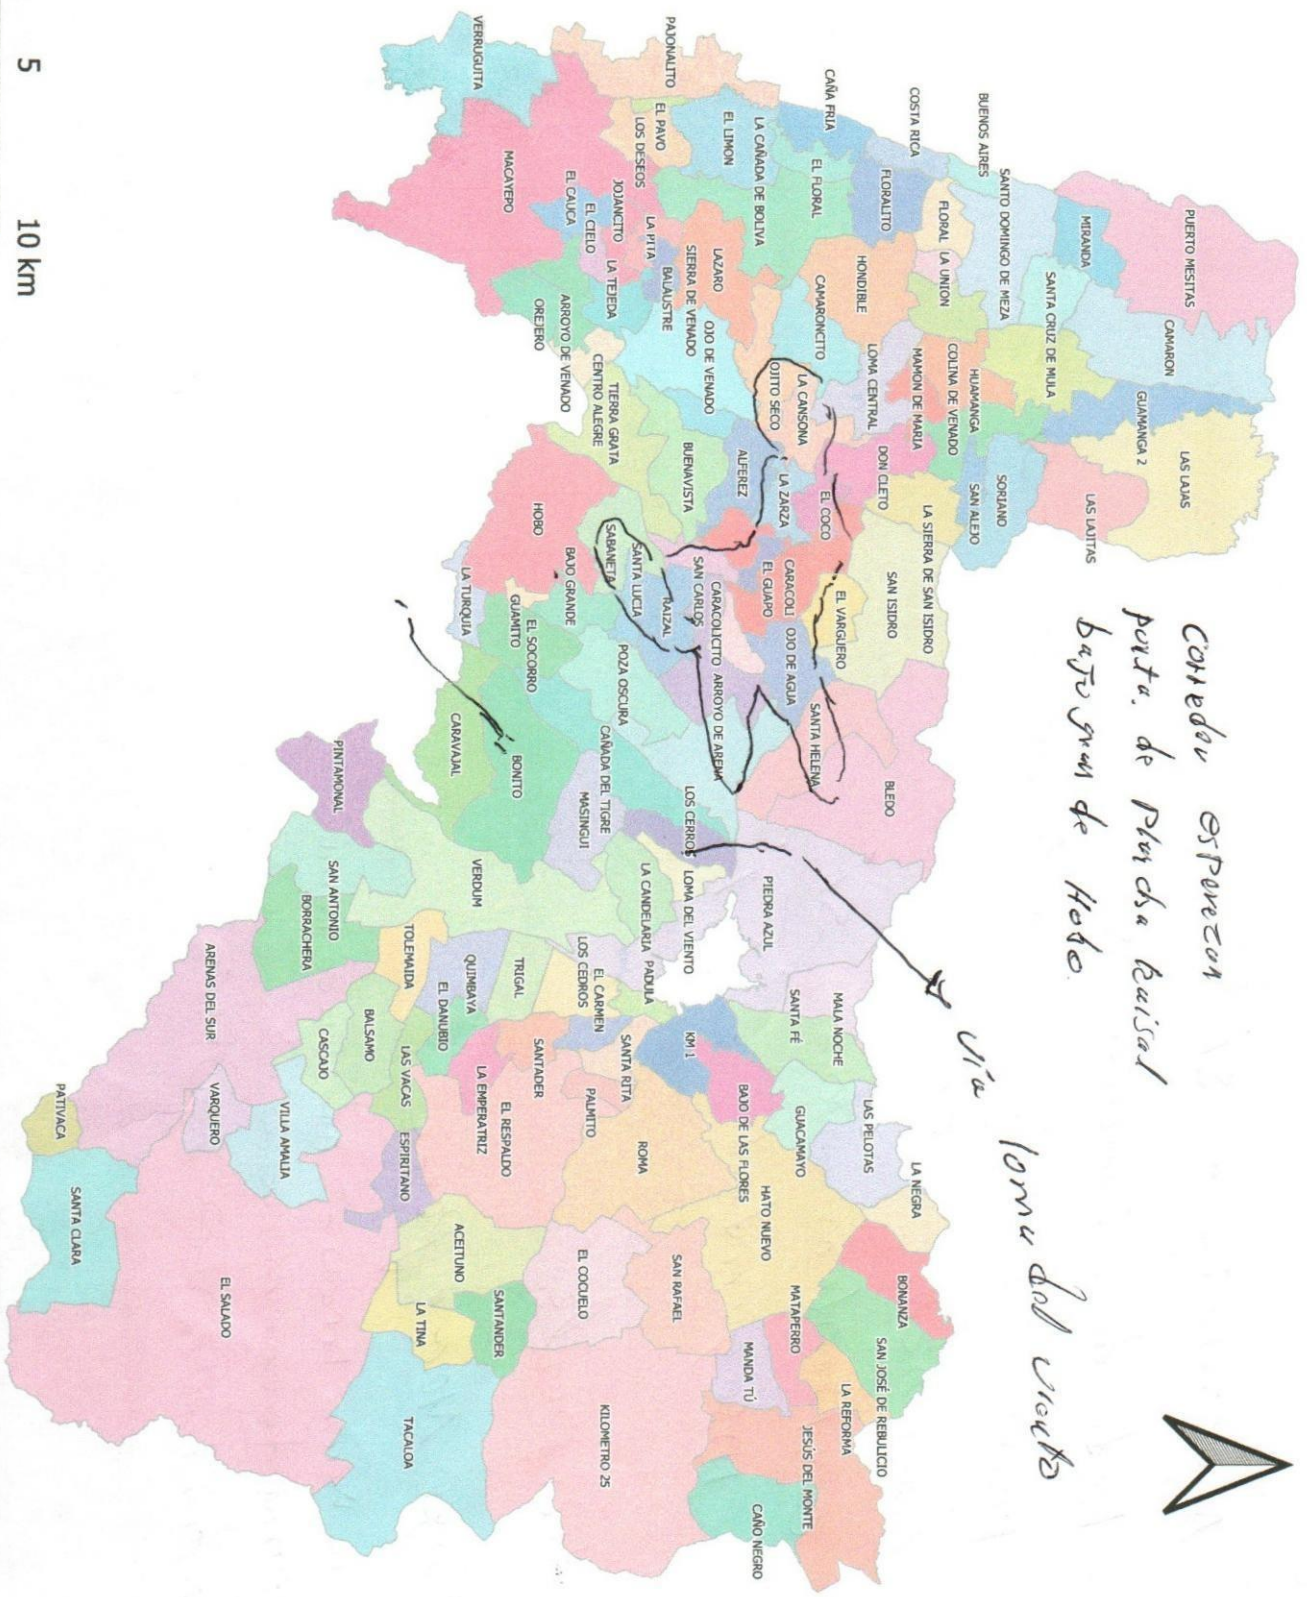 VERRUGUITA
PAJONALITO
CAÑA FRIA
COSTA RICA
BUENOS AIRES
MACAYEPO
LOS DESEOS
EL PAVO
EL LIMON
LA CAÑADA DE BOLIVA
EL FLORAL
FLORALITO
FLORAL
SANTO DOMINGO DE MEZA
MIRANDA
PUERTO MESITAS
EL CAUCA
EL CIELO
JOJANCITO
LA PITA
LA TEJEDA
BALAUSTRE
SIERRA DE VENADO
LAZARO
CAMARONCITO
HONDIBLE
LA UNION
SANTA CRUZ DE MULA
CAMARON
OREJERO
ARROYO DE VENADO
CENTRO ALEGRE
TIERRA GRATA
OJO DE VENADO
OJITO SECO
LA CANSONA
LOMA CENTRAL
MAMON DE MARIA
COLINA DE VENADO
HUAMANGA
GUAMANGA 2
LAS LAJAS
BUENAVISTA
ALFEREZ
LA ZARZA
EL COCO
DON CLETO
LA SIERRA DE SAN ISIDRO
SAN ALEJO
SORIANO
LAS LAJITAS
HOBO
SABANETA
SANTA LUCIA
RAIZAL
SAN CARLOS
CARACOLICITO
EL GUAPO
CARACOLI
EL VARGUERO
SAN ISIDRO
LA TURQUIA
GUAMITO
BAJO GRANDE
EL SOCORRO
POZA OSCURA
ARROYO DE ARENA
OJO DE AGUA
SANTA HELENA
BLEDO
PINTAMONAL
CARAVAJAL
BONITO
MASINGUI
CAÑADA DEL TIGRE
LOS CERROS
SAN ANTONIO
BORRACHERA
VERDUM
LA CANDELARIA
LOMA DEL VIENTO
PIEDRA AZUL
ARENAS DEL SUR
TOLEMAIDA
QUIMBAYA
EL DANUBIO
TRIGAL
LOS CEDROS
EL CARMEN
PADULA
SANTA FÉ
MALA NOCHE
CASCAJO
BALSAMO
LAS VACAS
LA EMPERATRIZ
SANTADER
SANTA RITA
KM 1
BAJO DE LAS FLORES
GUACAMAYO
LAS PELOTAS
PATIVACA
VARQUERO
VILLA AMALIA
ESPIRITANO
EL RESPALDO
PALMITO
ROMA
HATO NUEVO
LA NEGRA
SANTA CLARA
EL SALADO
ACEITUNO
LA TINA
SANTANDER
EL COCUELO
SAN RAFAEL
MATAPERRO
MANDA TÚ
BONANZA
SAN JOSÉ DE REBULICIO
LA REFORMA
TACALOA
KILOMETRO 25
JESÚS DEL MONTE
CAÑO NEGRO
5 10 km
Corredor
de
bajo de Hobo.
Vía loma del viento